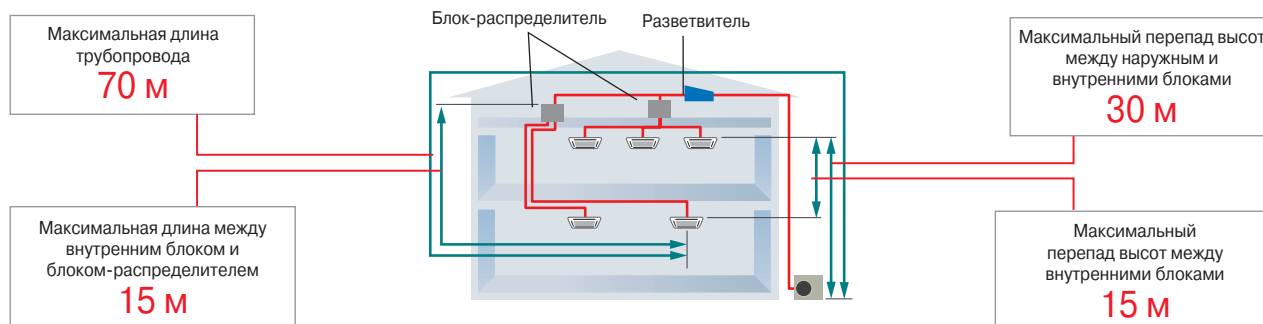 Блок-распределитель
Разветвитель
Максимальная длина
трубопровода
70 м
Максимальный перепад высот
между наружным и
внутренними блоками
30 м
Максимальная длина между
внутренним блоком и
блоком-распределителем
15 м
Максимальный
перепад высот между
внутренними блоками
15 м